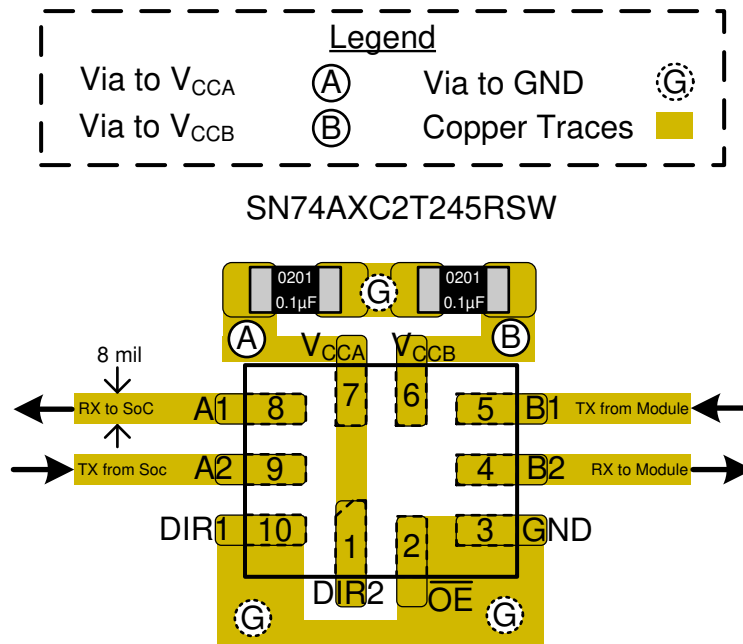 Legend
Via to VCCA A Via to GND G
Via to VCCB B Copper Traces
SN74AXC2T245RSW
0201 0201
0.1µF G 0.1µF
A B
8 mil VCCA VCCB
7 6
RX to SoC A1 8 5 B1 TX from Module
TX from Soc A2 9 4 B2 RX to Module
DIR1 10 1 2 3 GND
DIR2 OE
G G